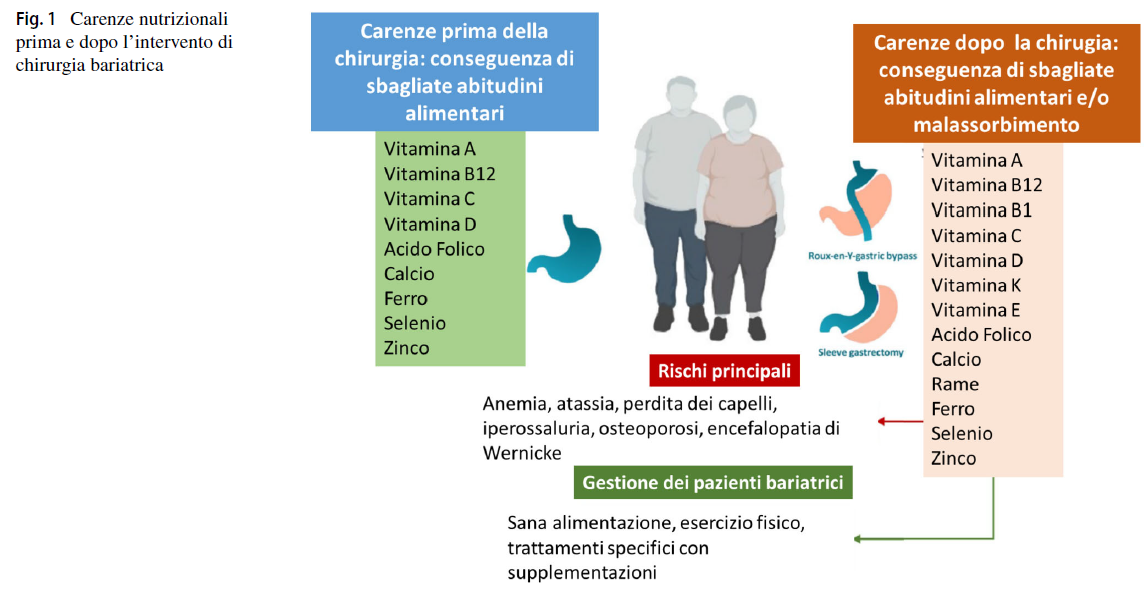 Fig. 1 Carenze nutrizionali
prima e dopo l'intervento di
chirurgia bariatrica
Carenze prima della
chirurgia: conseguenza di
sbagliate abitudini
alimentari
Vitamina A
Vitamina B12
Vitamina C
Vitamina D
Acido Folico
Calcio
Ferro
Selenio
Zinco
Carenze dopo la chirugia:
conseguenza di sbagliate
abitudini alimentari e/o
malassorbimento
Vitamina A
Vitamina B12
Vitamina B1
Vitamina C
Vitamina D
Vitamina K
Vitamina E
Acido Folico
Calcio
Rame
Ferro
Selenio
Zinco
Roux-en-Y-gastric bypass
Sleeve gastrectomy
Rischi principali
Anemia, atassia, perdita dei capelli,
iperossaluria, osteoporosi, encefalopatia di
Wernicke
Gestione dei pazienti bariatrici
Sana alimentazione, esercizio fisico,
trattamenti specifici con
supplementazioni